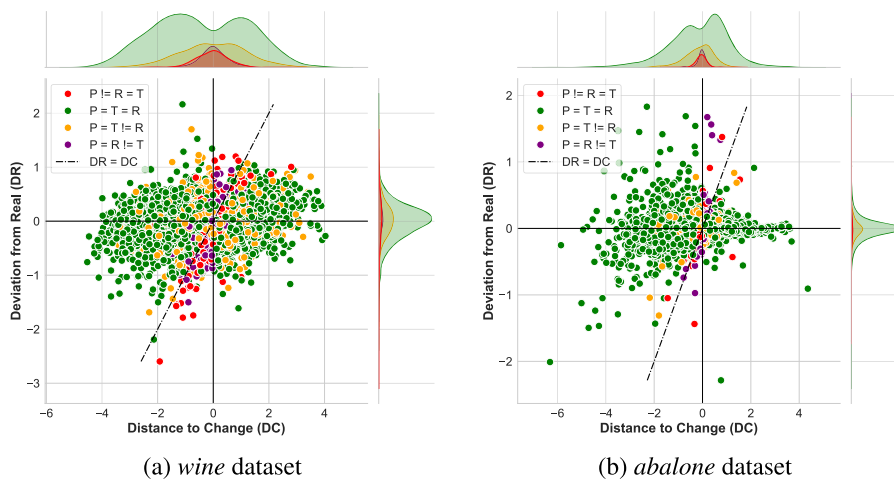 P != R = T
P = T = R
P = T != R
P = R != T
DR = DC
Deviation from Real (DR)
2
1
0
−1
−2
−3
−6
−4
−2
0
2
4
Distance to Change (DC)
(a) wine dataset
P != R = T
P = T = R
P = T != R
P = R != T
DR = DC
Deviation from Real (DR)
2
1
0
−1
−2
−6
−4
−2
0
2
4
Distance to Change (DC)
(b) abalone dataset